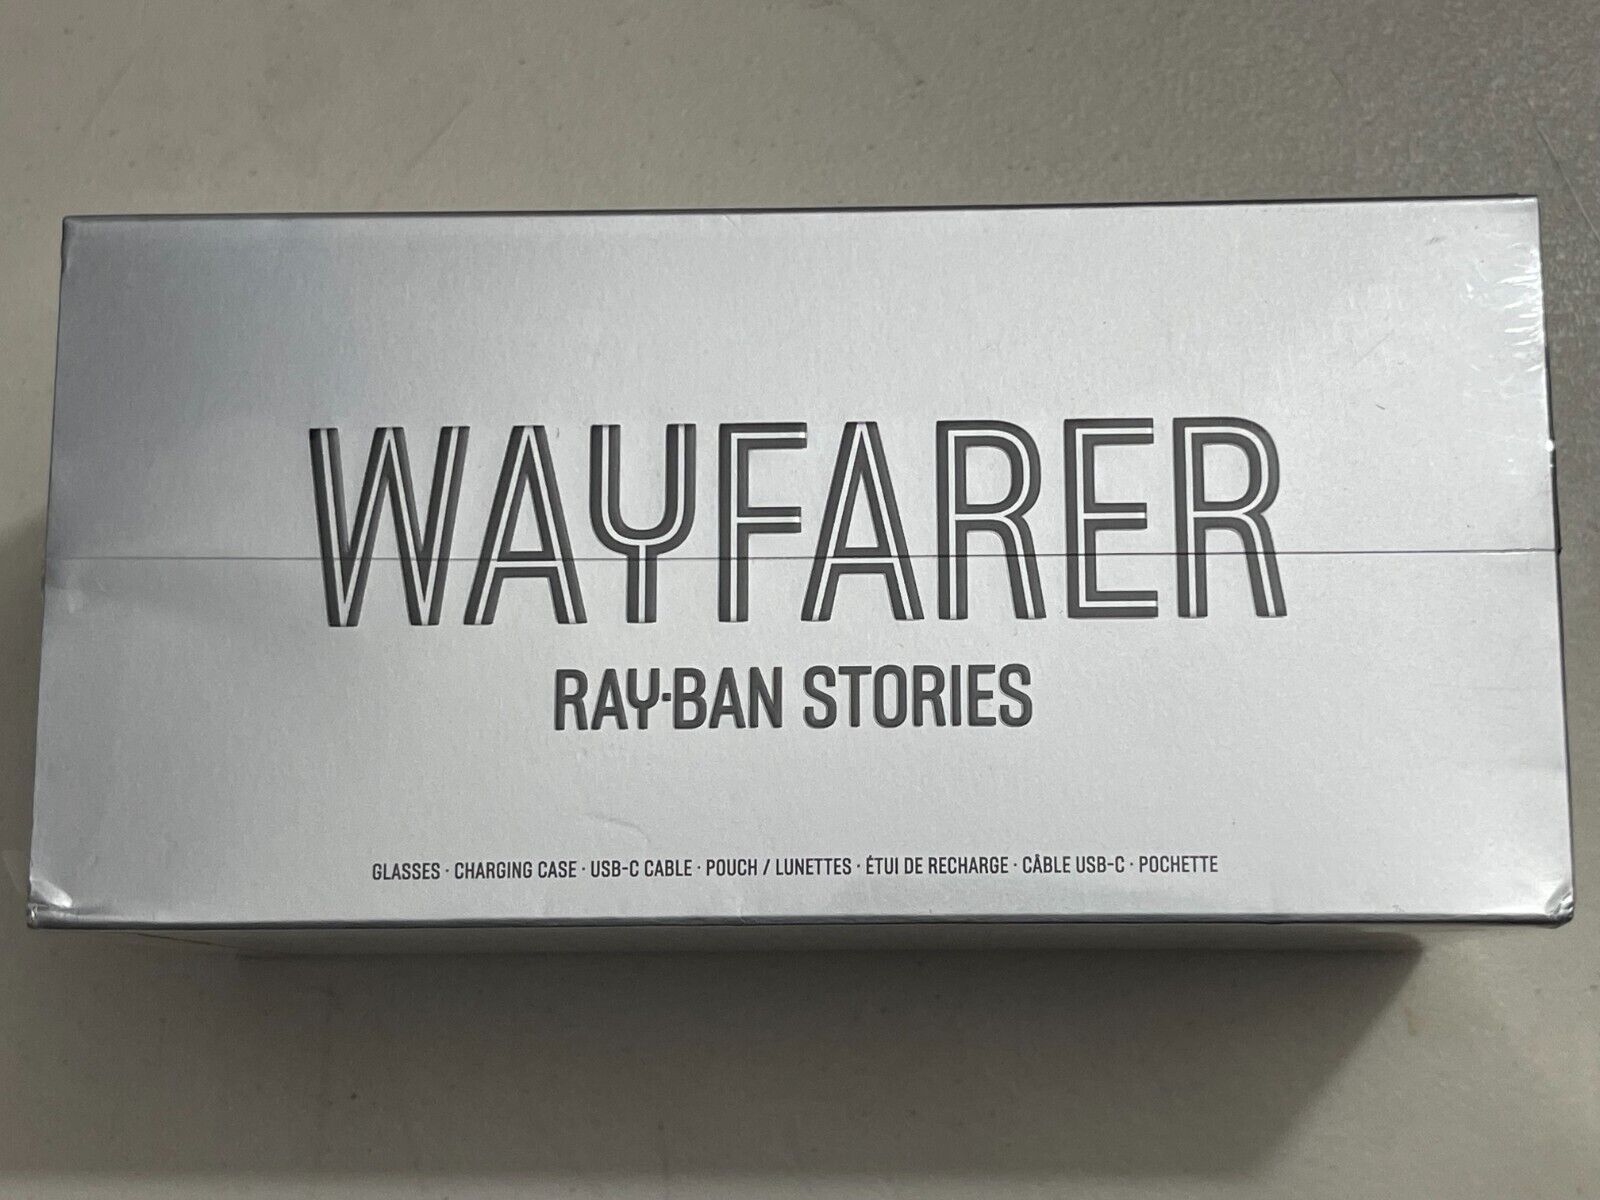 WAYFARER
RAY-BAN STORIES
GLASSES · CHARGING CASE · USB-C CABLE · POUCH / LUNETTES · ÉTUI DE RECHARGE · CÂBLE USB-C · POCHETTE